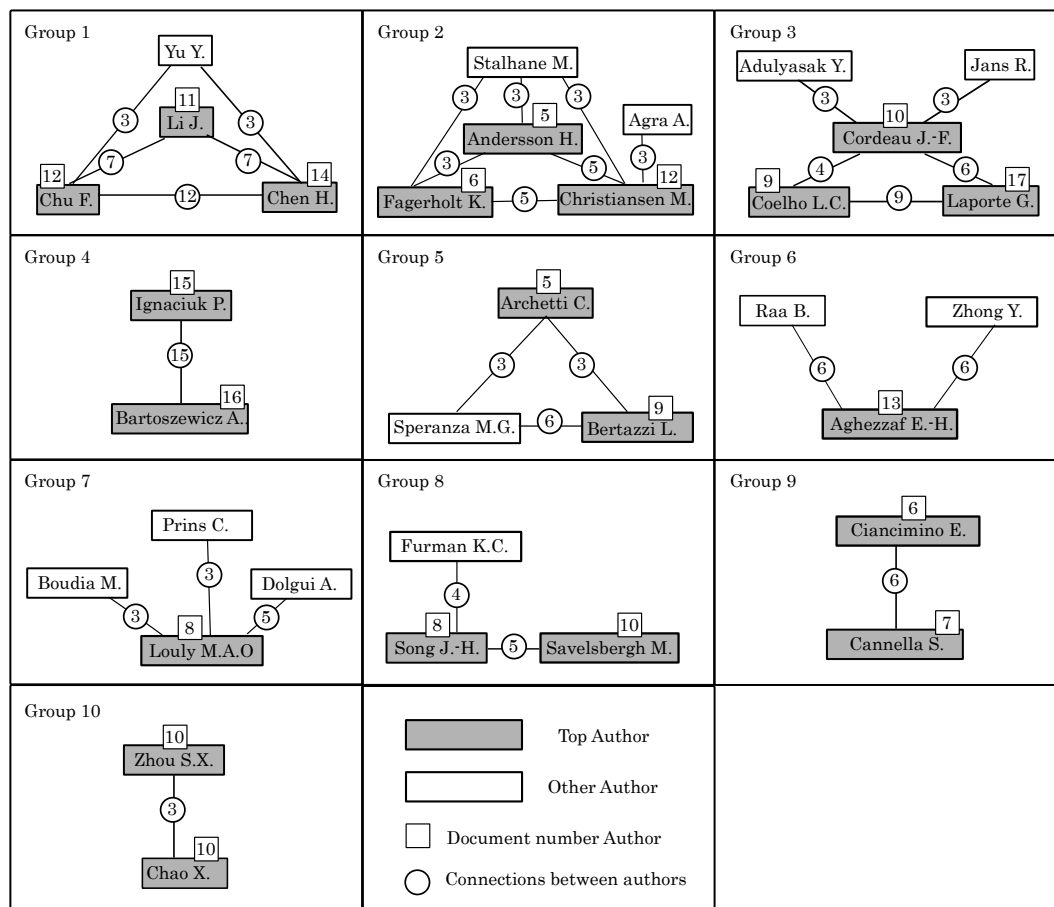 Group 1
Yu Y.
11
Li J.
3
3
7
7
12
Chu F.
12
14
Chen H.
Group 2
Stalhane M.
3
3
3
5
Andersson H.
Agra A.
3
3
5
6
Fagerholt K.
5
12
Christiansen M.
Group 3
Adulyasak Y.
Jans R.
3
3
10
Cordeau J.-F.
4
6
9
Coelho L.C.
9
17
Laporte G.
Group 4
15
Ignaciuk P.
15
16
Bartoszewicz A..
Group 5
5
Archetti C.
3
3
Speranza M.G.
6
9
Bertazzi L.
Group 6
Raa B.
Zhong Y.
6
6
13
Aghezzaf E.-H.
Group 7
Prins C.
Boudia M.
Dolgui A.
3
3
5
8
Louly M.A.O
Group 8
Furman K.C.
4
8
Song J.-H.
5
10
Savelsbergh M.
Group 9
6
Ciancimino E.
6
7
Cannella S.
Group 10
10
Zhou S.X.
3
10
Chao X.
Top Author
Other Author
Document number Author
Connections between authors